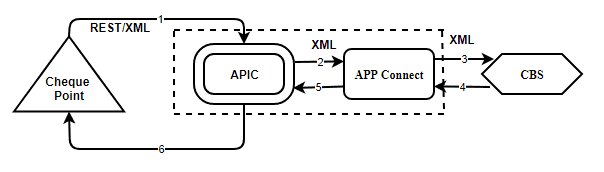 1
REST/XML
XML
XML
2
3
Cheque
Point
APIC
APP Connect
CBS
5
4
6